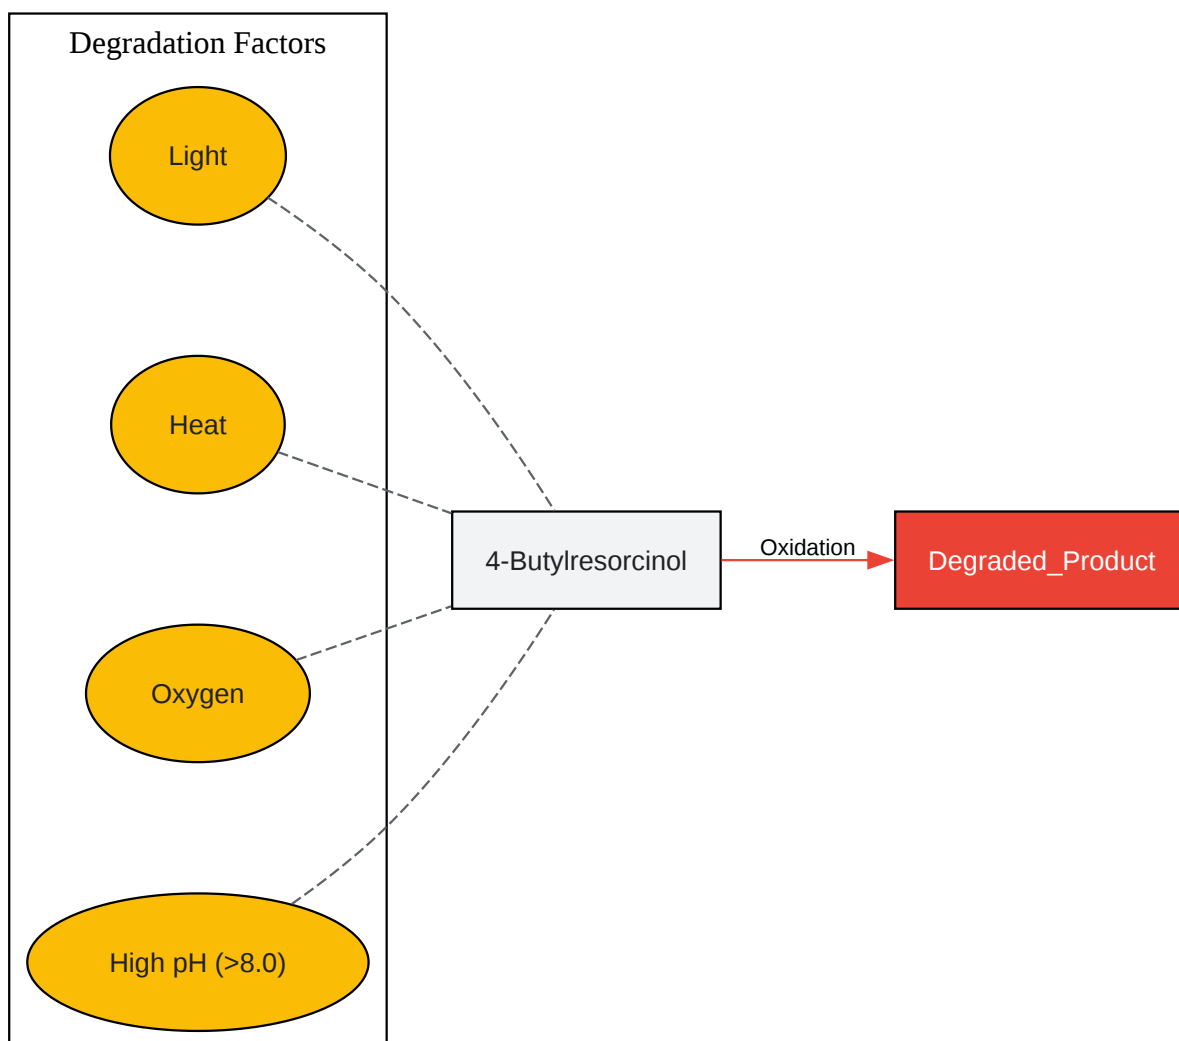 Degradation Factors
Light
Heat
Oxygen
High pH (>8.0)
4-Butylresorcinol
Oxidation
Degraded_Product